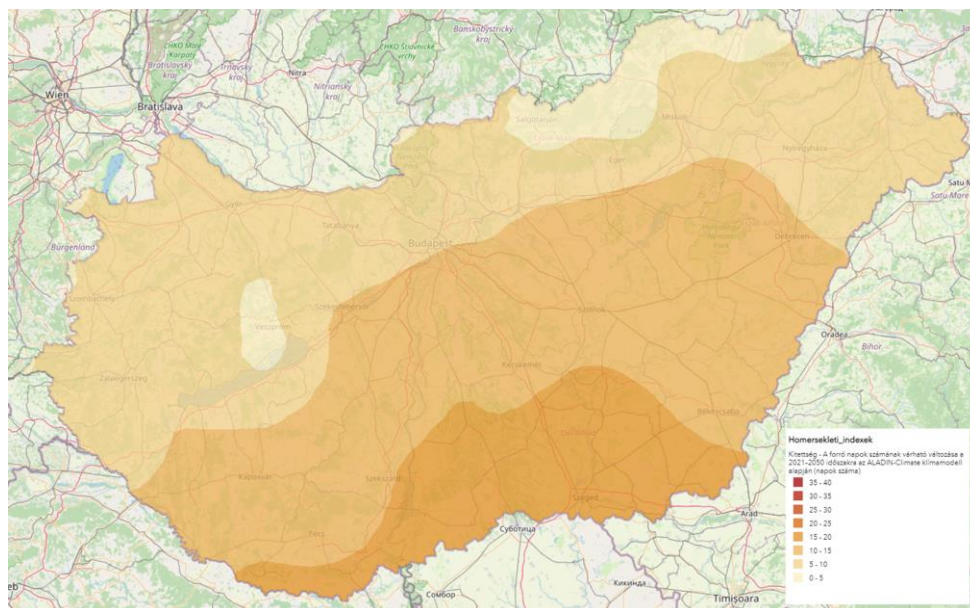 CHKO Malé Karpaty
Bratislavský kraj
Trnavský kraj
Nitra
Nitriansky kraj
CHKO Štiavnické vrchy
Banskobystrický kraj
Wien
Bratislava
Salgótarján
Eger
Miskolc
Nyíregyháza
Satu Mare
Győr
Tatabánya
Budapest
Burgenland
Szombathely
Veszprém
Székesfehérvár
Debrecen
Szolnok
Oradea
Bihor
Zalaegerszeg
Kecskemét
Békéscsaba
Kaposvár
Szekszárd
Szeged
Arad
Pécs
Суботица
Сомбор
Кикинда
Timișoara
Homersekleti_indexek
Kitettség - A forró napok számának várható változása a
2021-2050 időszakra az ALADIN-Climate klímamodell
alapján (napok száma)
35 - 40
30 - 35
25 - 30
20 - 25
15 - 20
10 - 15
5 - 10
0 - 5